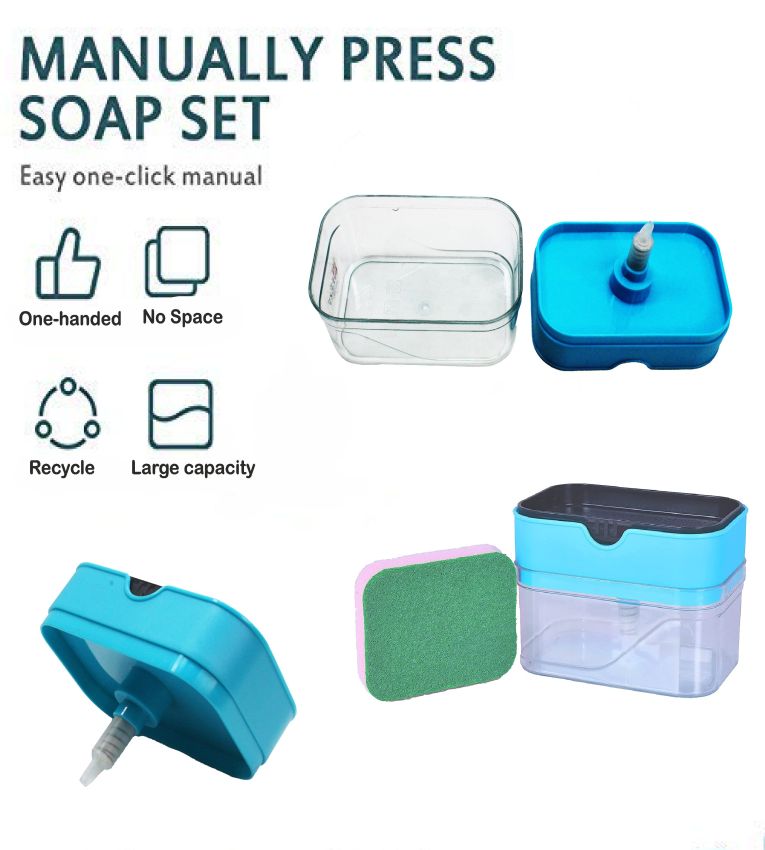 MANUALLY PRESS
SOAP SET
Easy one-click manual
One-handed
No Space
Recycle
Large capacity